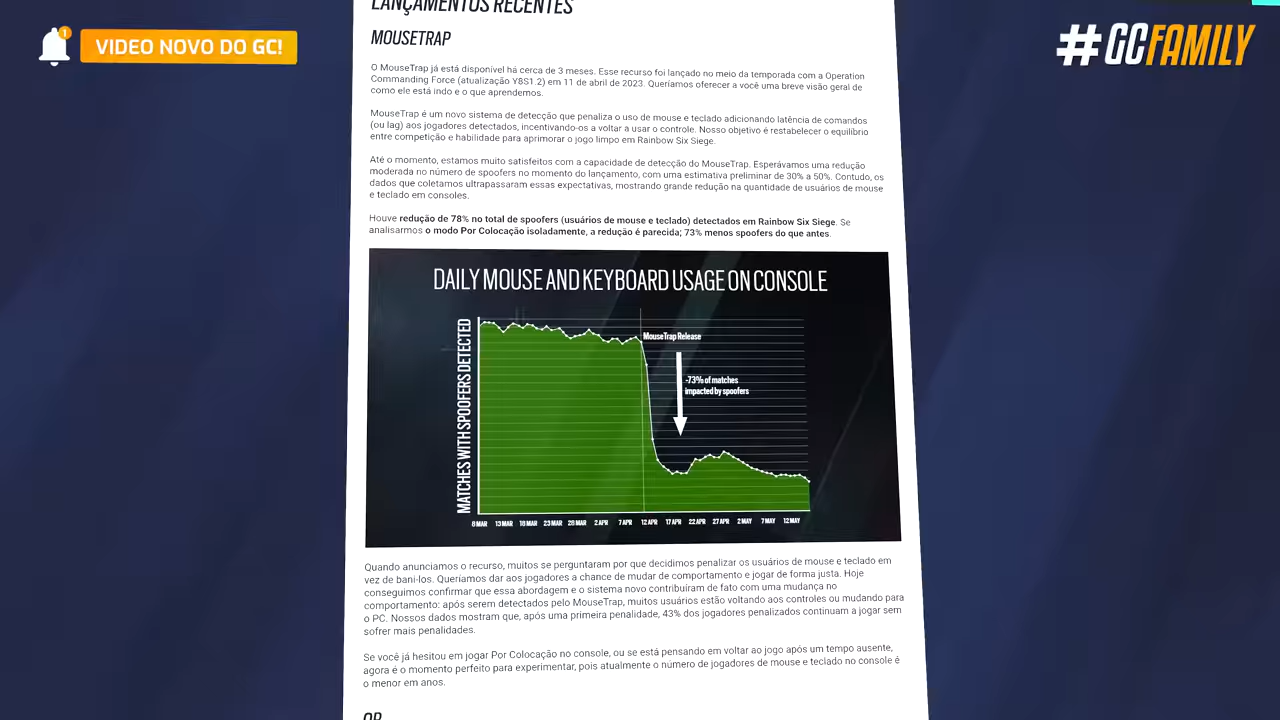 LANÇAMENTOS RECENTES
1
VIDEO NOVO DO GC!
#GCFAMILY
MOUSETRAP
O MouseTrap já está disponível há cerca de 3 meses. Esse recurso foi lançado no meio da temporada com a Operation
Commanding Force (atualização Y8S1.2) em 11 de abril de 2023. Queríamos oferecer a você uma breve visão geral de
como ele está indo e o que aprendemos.
MouseTrap é um novo sistema de detecção que penaliza o uso de mouse e teclado adicionando latência de comandos
(ou lag) aos jogadores detectados, incentivando-os a voltar a usar o controle. Nosso objetivo é restabelecer o equilíbrio
entre competição e habilidade para aprimorar o jogo limpo em Rainbow Six Siege.
Até o momento, estamos muito satisfeitos com a capacidade de detecção do MouseTrap. Esperávamos uma redução
moderada no número de spoofers no momento do lançamento, com uma estimativa preliminar de 30% a 50%. Contudo, os
dados que coletamos ultrapassaram essas expectativas, mostrando grande redução na quantidade de usuários de mouse
e teclado em consoles.
Houve redução de 78% no total de spoofers (usuários de mouse e teclado) detectados em Rainbow Six Siege. Se
analisarmos o modo Por Colocação isoladamente, a redução é parecida; 73% menos spoofers do que antes.
DAILY MOUSE AND KEYBOARD USAGE ON CONSOLE
MATCHES WITH SPOOFERS DETECTED
MouseTrap Release
-73% of matches
impacted by spoofers
8 MAR 13 MAR 18 MAR 23 MAR 28 MAR 2 APR 7 APR 12 APR 17 APR 22 APR 27 APR 2 MAY 7 MAY 12 MAY
Quando anunciamos o recurso, muitos se perguntaram por que decidimos penalizar os usuários de mouse e teclado em
vez de bani-los. Queríamos dar aos jogadores a chance de mudar de comportamento e jogar de forma justa. Hoje
conseguimos confirmar que essa abordagem e o sistema novo contribuíram de fato com uma mudança no
comportamento: após serem detectados pelo MouseTrap, muitos usuários estão voltando aos controles ou mudando para
o PC. Nossos dados mostram que, após uma primeira penalidade, 43% dos jogadores penalizados continuam a jogar sem
sofrer mais penalidades.
Se você já hesitou em jogar Por Colocação no console, ou se está pensando em voltar ao jogo após um tempo ausente,
agora é o momento perfeito para experimentar, pois atualmente o número de jogadores de mouse e teclado no console é
o menor em anos.